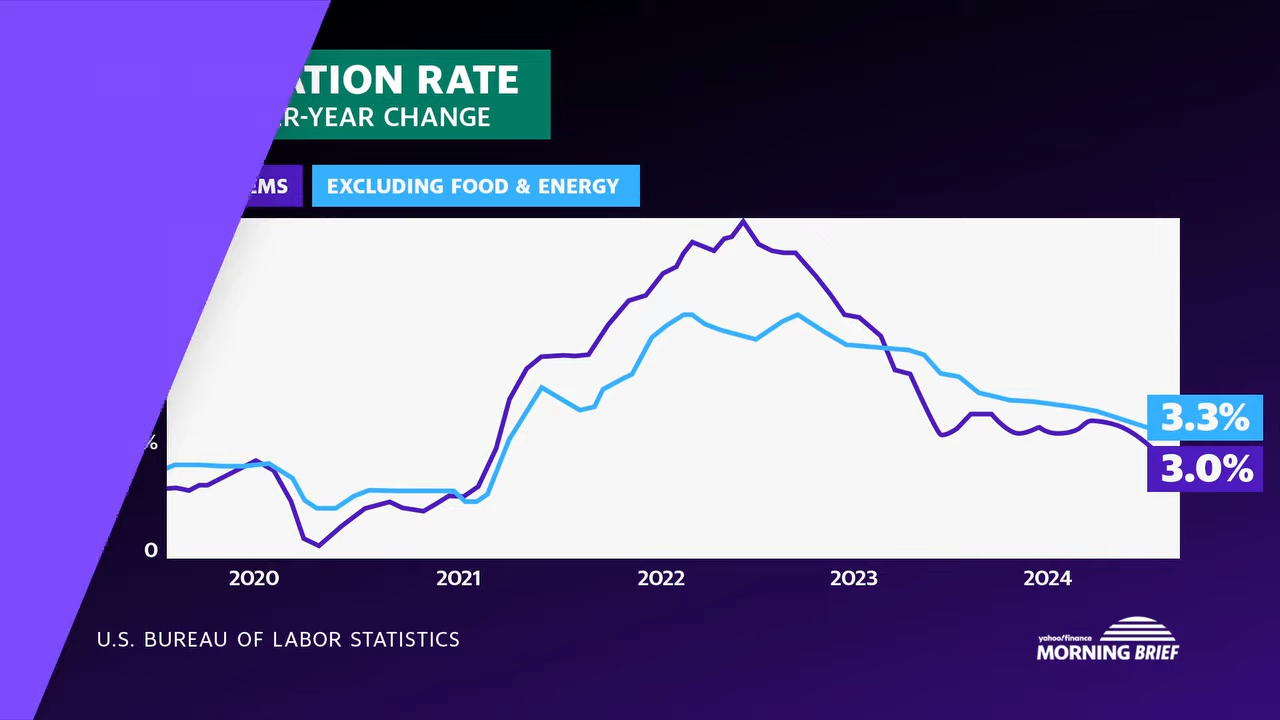 ATION RATE
R-YEAR CHANGE
EMS
EXCLUDING FOOD & ENERGY
3.3%
%
3.0%
0
2020 2021 2022 2023 2024
U.S. BUREAU OF LABOR STATISTICS
yahoo!finance
MORNING BRIEF